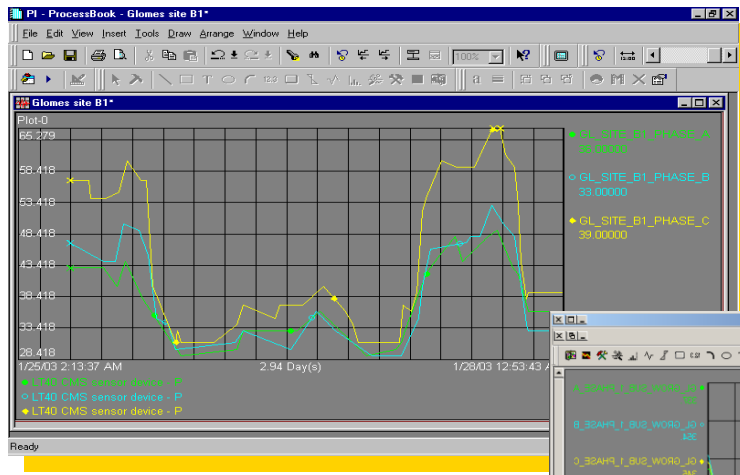 PI - ProcessBook - Glomes site B1*
File Edit View Insert Tools Draw Arrange Window Help
100%
Glomes site B1*
Plot-0
65.279
58.418
53.418
48.418
43.418
38.418
33.418
28.418
GL_SITE_B1_PHASE_A
GL_SITE_B1_PHASE_B
33.00000
GL_SITE_B1_PHASE_C
39.00000
1/25/03 2:13:37 AM 2.94 Day(s) 1/28/03 12:53:43
LT40 CMS sensor device - P
LT40 CMS sensor device - P
LT40 CMS sensor device - P
Ready
GL_GROW_SUB_1_PHASE_A
GL_GROW_SUB_1_PHASE_B
GL_GROW_SUB_1_PHASE_C